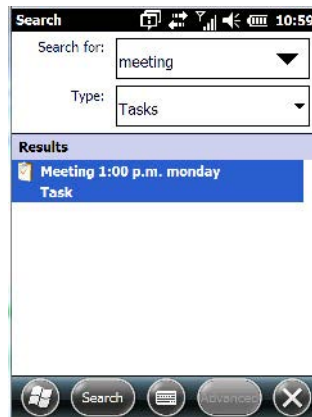 Search 10:59
Search for: meeting
Type: Tasks
Results
Meeting 1:00 p.m. monday
Task
Search Advanced